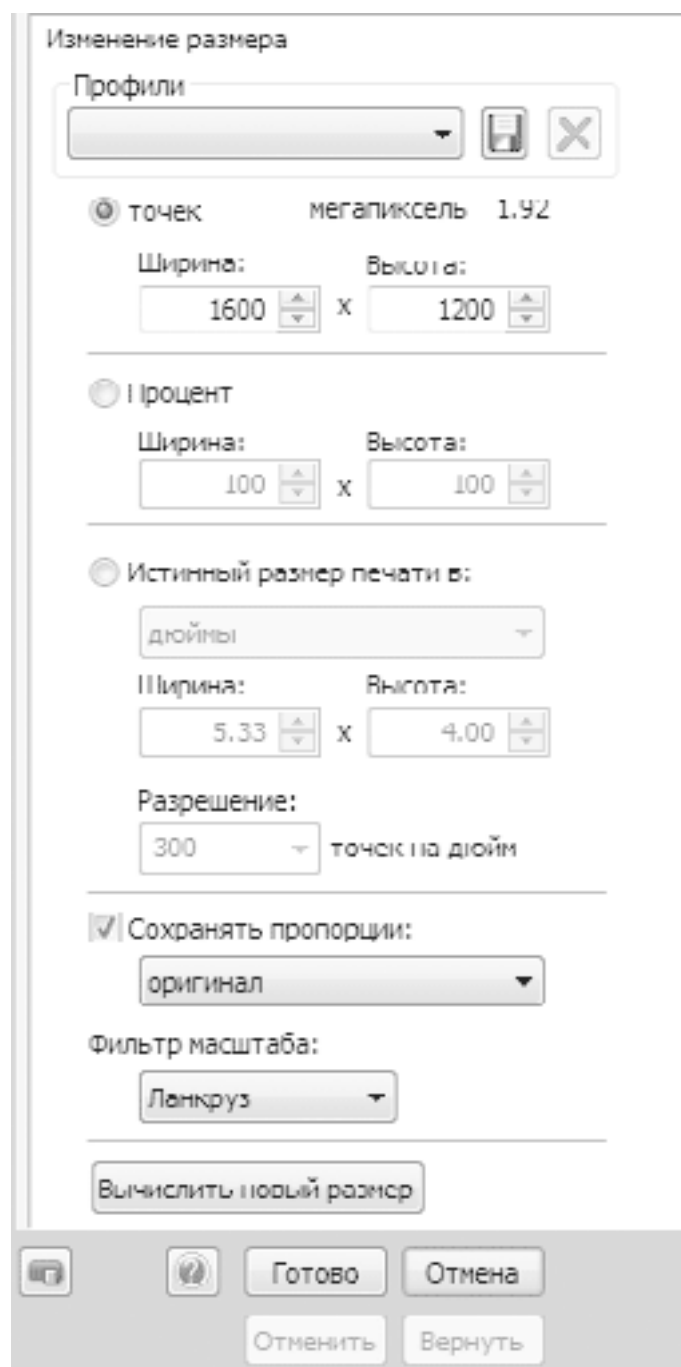 Изменение размера
Профили
точек мегапиксель 1.92
Ширина: Высота:
1600 x 1200
Процент
Ширина: Высота:
100 x 100
Истинный размер печати в:
дюймы
Ширина: Высота:
5.33 x 4.00
Разрешение:
300 точек на дюйм
Сохранять пропорции:
оригинал
Фильтр масштаба:
Ланкруз
Вычислить новый размер
Готово Отмена
Отменить Вернуть